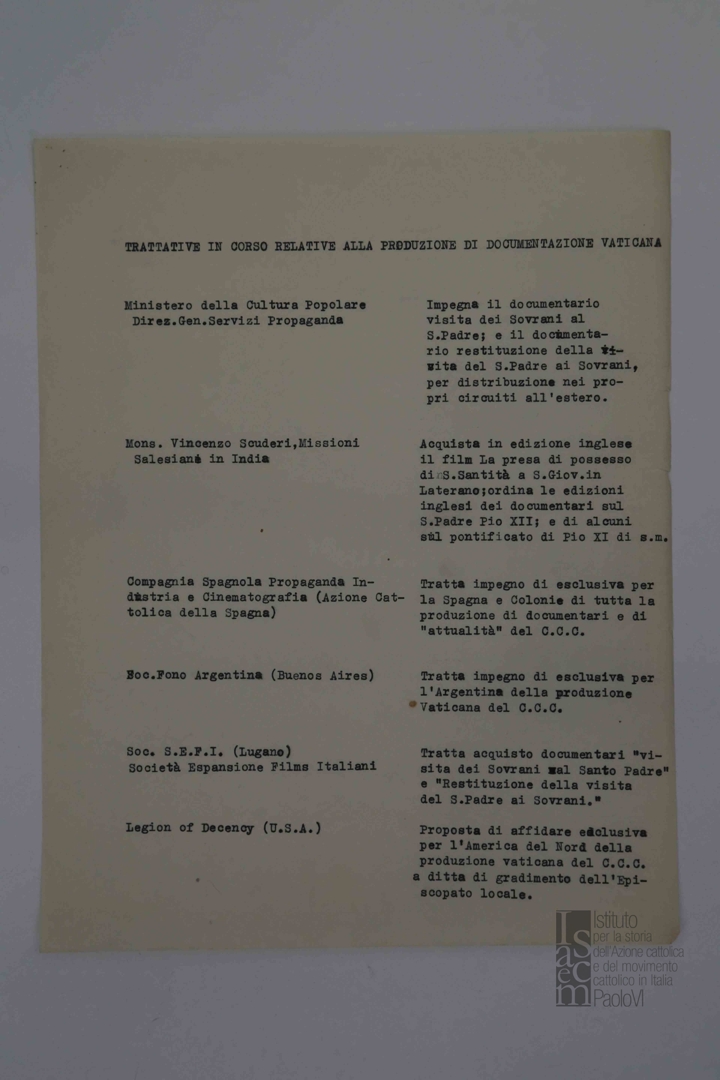 TRATTATIVE IN CORSO RELATIVE ALLA PRODUZIONE DI DOCUMENTAZIONE VATICANA
Ministero della Cultura Popolare
Direz.Gen.Servizi Propaganda
Impegna il documentario
visita dei Sovrani al
S.Padre; e il documenta-
rio restituzione della vi-
sita del S.Padre ai Sovrani,
per distribuzione nei pro-
pri circuiti all'estero.
Mons. Vincenzo Scuderi,Missioni
Salesiane in India
Acquista in edizione inglese
il film La presa di possesso
di S.Santità a S.Giov.in
Laterano;ordina le edizioni
inglesi dei documentari sul
S.Padre Pio XII; e di alcuni
sul pontificato di Pio XI di s.m.
Compagnia Spagnola Propaganda In-
dustria e Cinematografia (Azione Cat-
tolica della Spagna)
Tratta impegno di esclusiva per
la Spagna e Colonie di tutta la
produzione di documentari e di
"attualità" del C.C.C.
Soc.Fono Argentina (Buenos Aires)
Tratta impegno di esclusiva per
l'Argentina della produzione
Vaticana del C.C.C.
Soc. S.E.F.I. (Lugano)
Società Espansione Films Italiani
Tratta acquisto documentari "vi-
sita dei Sovrani al Santo Padre"
e "Restituzione della visita
del S.Padre ai Sovrani."
Legion of Decency (U.S.A.)
Proposta di affidare esclusiva
per l'America del Nord della
produzione vaticana del C.C.C.
a ditta di gradimento dell'Epi-
scopato locale.
Isacem
Istituto
per la storia
dell'Azione cattolica
e del movimento
cattolico in Italia
PaoloVI